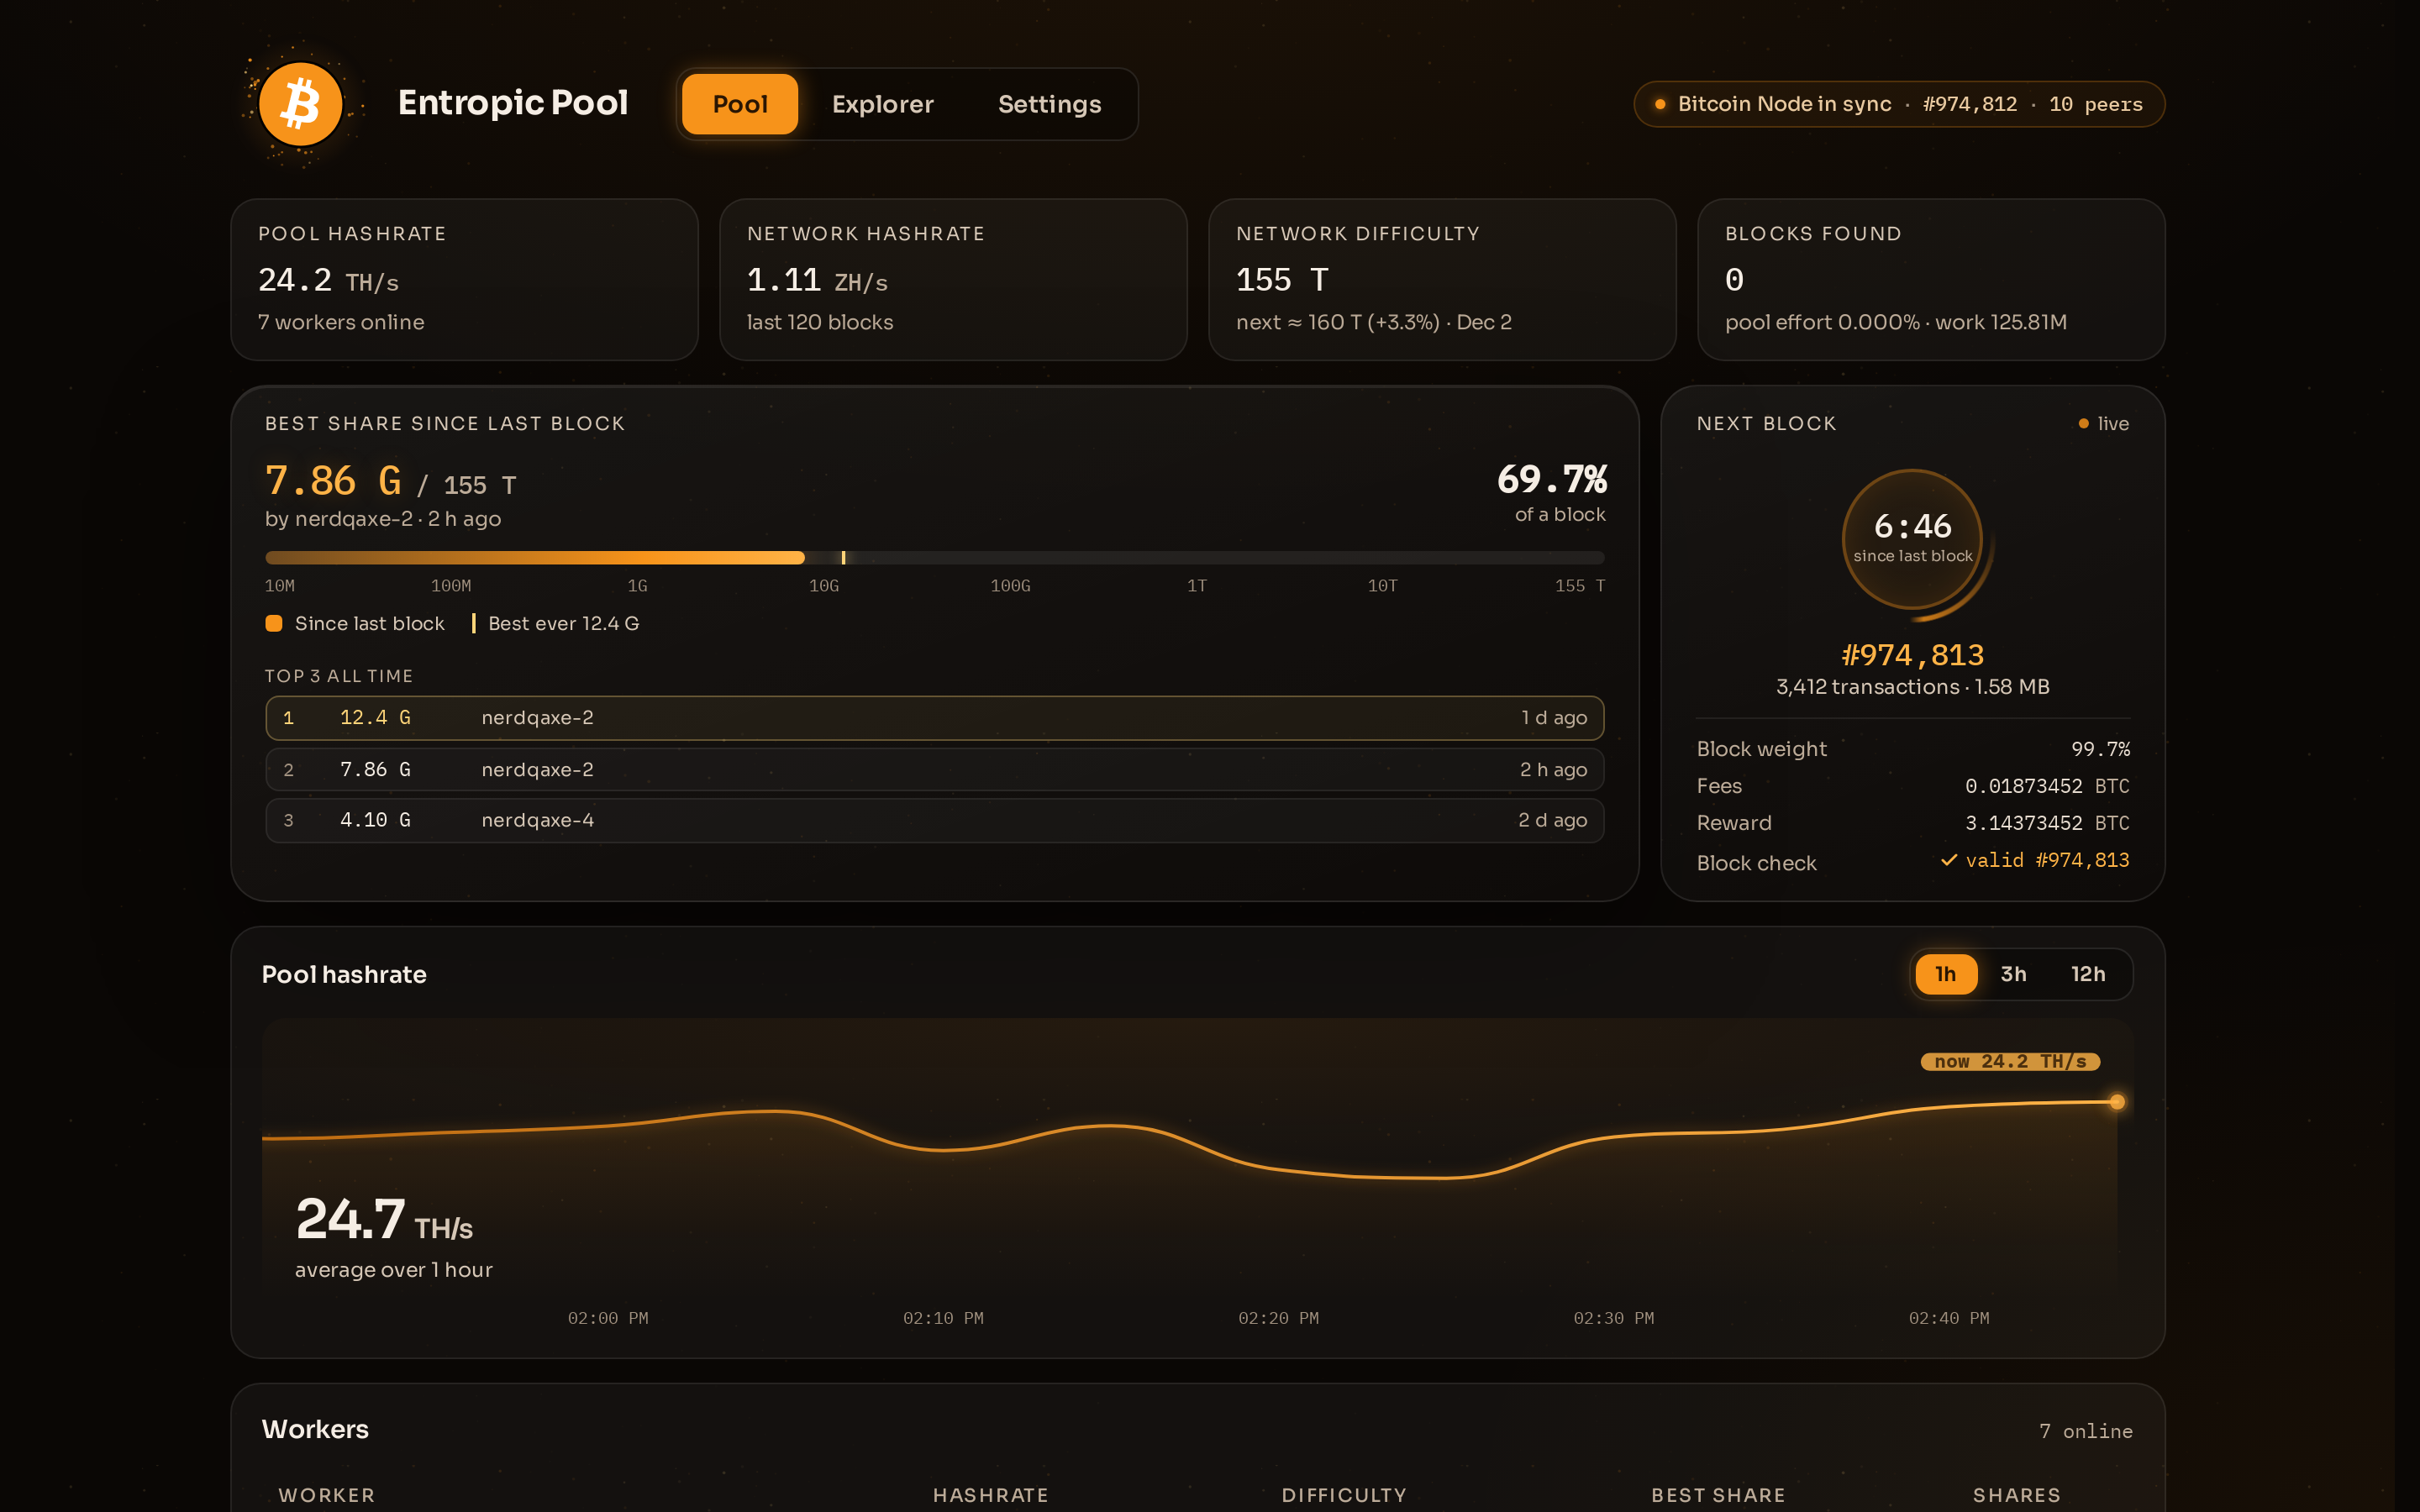 Entropic Pool
Pool Explorer Settings
Bitcoin Node in sync · #974,812 · 10 peers
POOL HASHRATE
24.2 TH/s
7 workers online
NETWORK HASHRATE
1.11 ZH/s
last 120 blocks
NETWORK DIFFICULTY
155 T
next ≈ 160 T (+3.3%) · Dec 2
BLOCKS FOUND
0
pool effort 0.000% · work 125.81M
BEST SHARE SINCE LAST BLOCK
7.86 G / 155 T
by nerdqaxe-2 · 2 h ago
69.7%
of a block
10M 100M 1G 10G 100G 1T 10T 155 T
Since last block Best ever 12.4 G
TOP 3 ALL TIME
1 12.4 G nerdqaxe-2 1 d ago
2 7.86 G nerdqaxe-2 2 h ago
3 4.10 G nerdqaxe-4 2 d ago
NEXT BLOCK live
6:46
since last block
#974,813
3,412 transactions · 1.58 MB
Block weight 99.7%
Fees 0.01873452 BTC
Reward 3.14373452 BTC
Block check valid #974,813
Pool hashrate
1h 3h 12h
now 24.2 TH/s
24.7 TH/s
average over 1 hour
02:00 PM 02:10 PM 02:20 PM 02:30 PM 02:40 PM
Workers 7 online
WORKER HASHRATE DIFFICULTY BEST SHARE SHARES